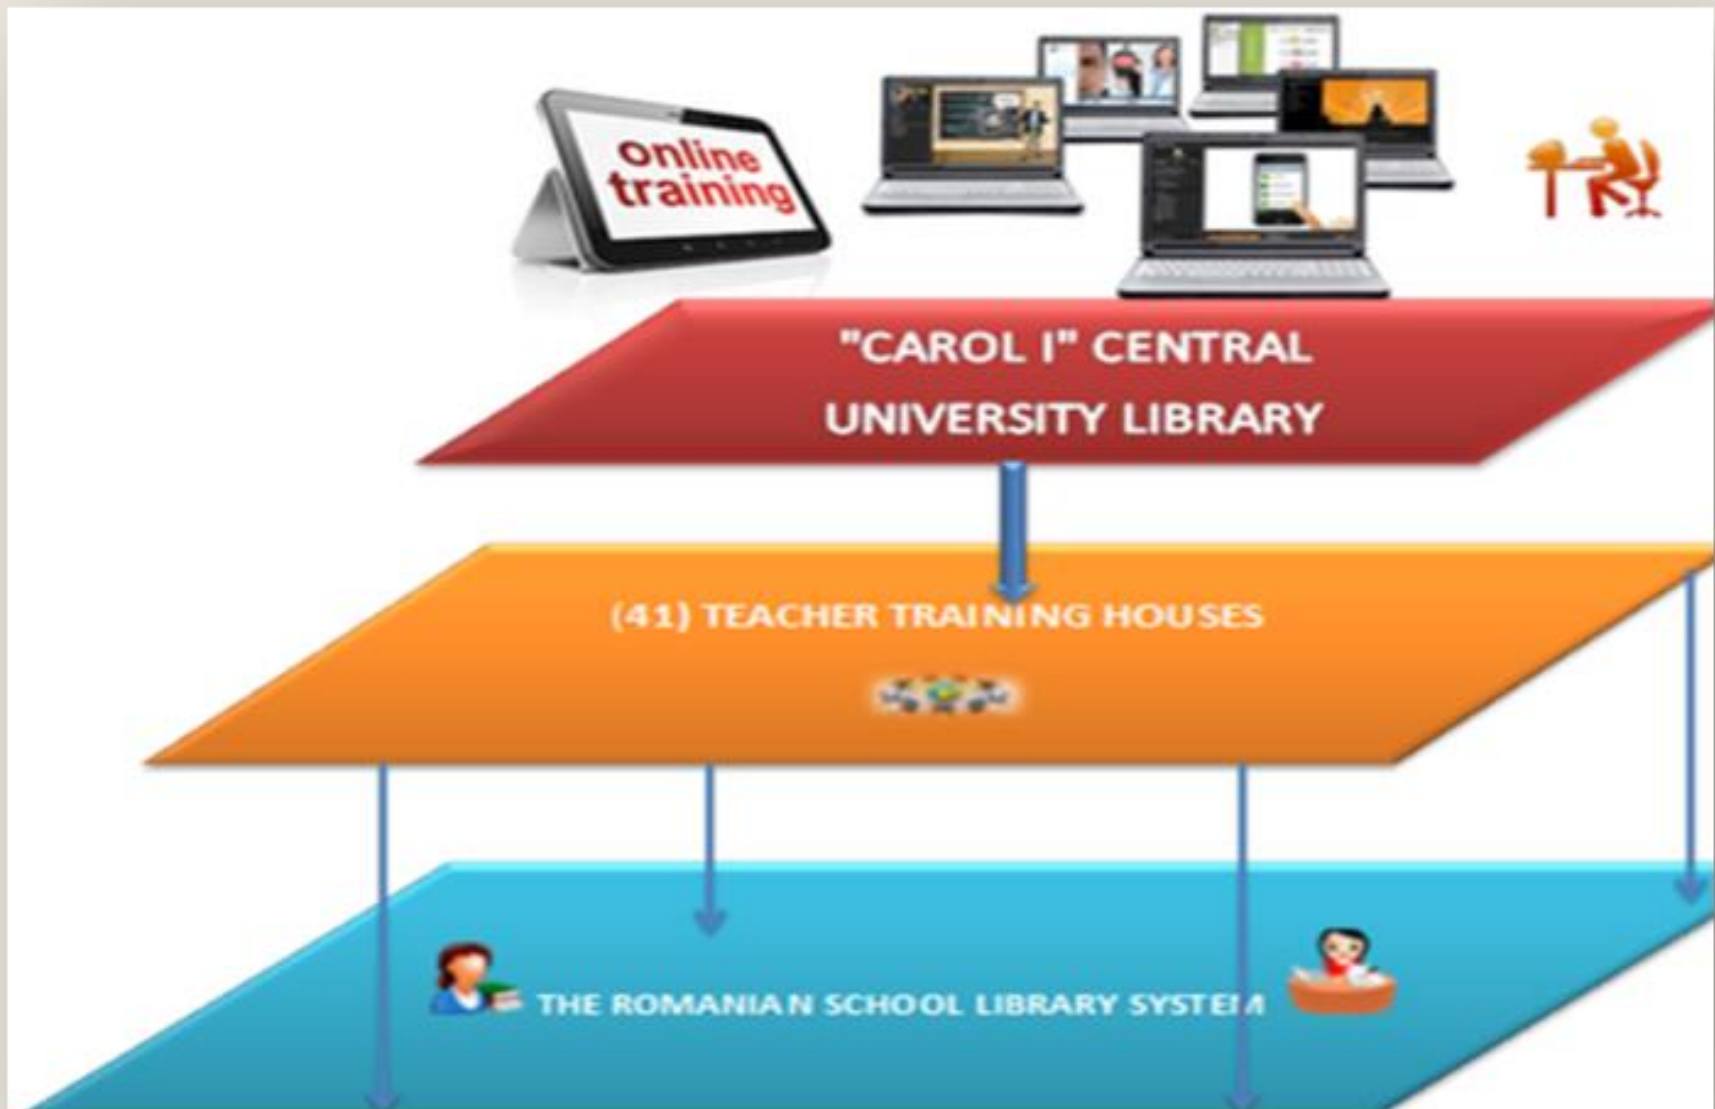 online
training
"CAROL I" CENTRAL
UNIVERSITY LIBRARY
(41) TEACHER TRAINING HOUSES
THE ROMANIAN SCHOOL LIBRARY SYSTEM